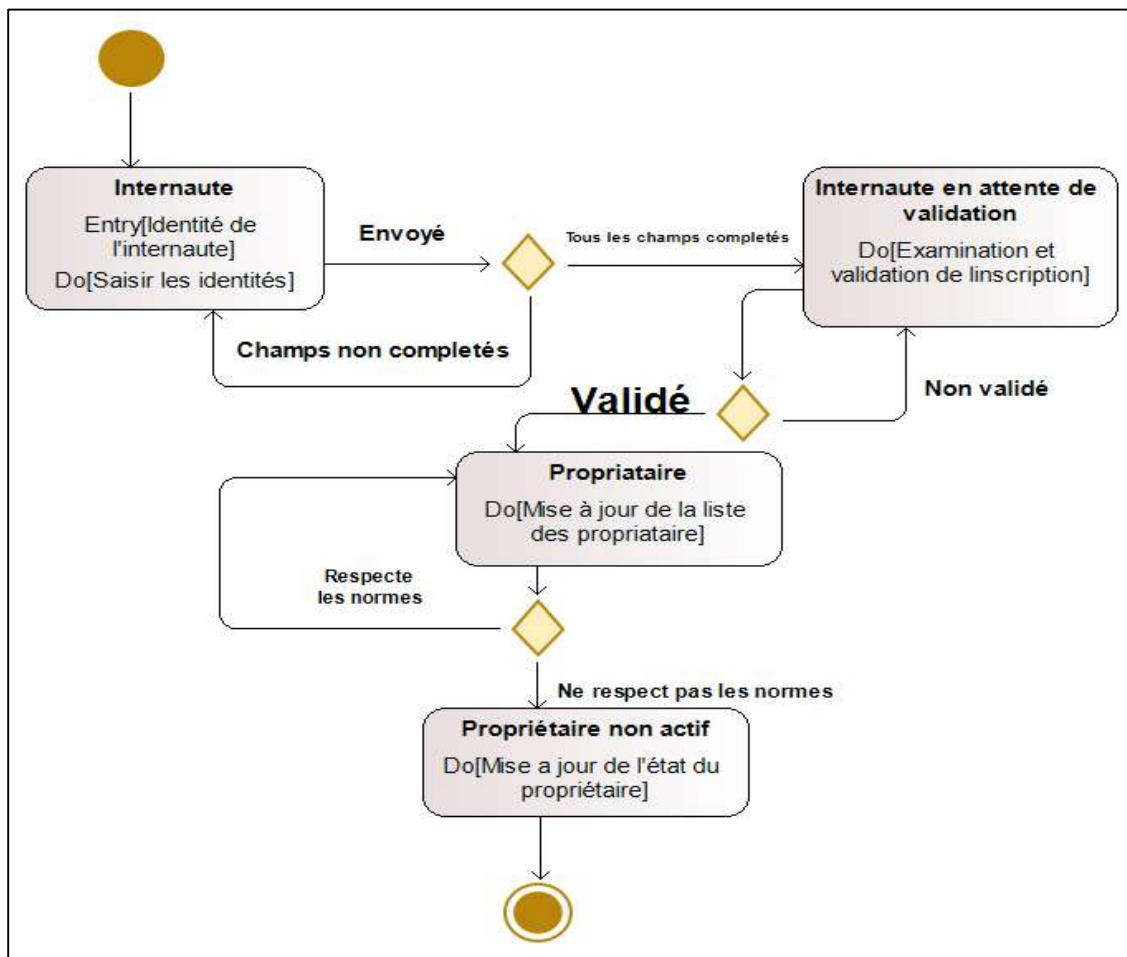 Internaute
Entry[Identité de
l'internaute]
Do[Saisir les identités]
Envoyé
Tous les champs completés
Internaute en attente de
validation
Do[Examination et
validation de linscription]
Champs non completés
Validé
Non validé
Propriataire
Do[Mise à jour de la liste
des propriataire]
Respecte
les normes
Ne respect pas les normes
Propriétaire non actif
Do[Mise a jour de l'état du
propriétaire]